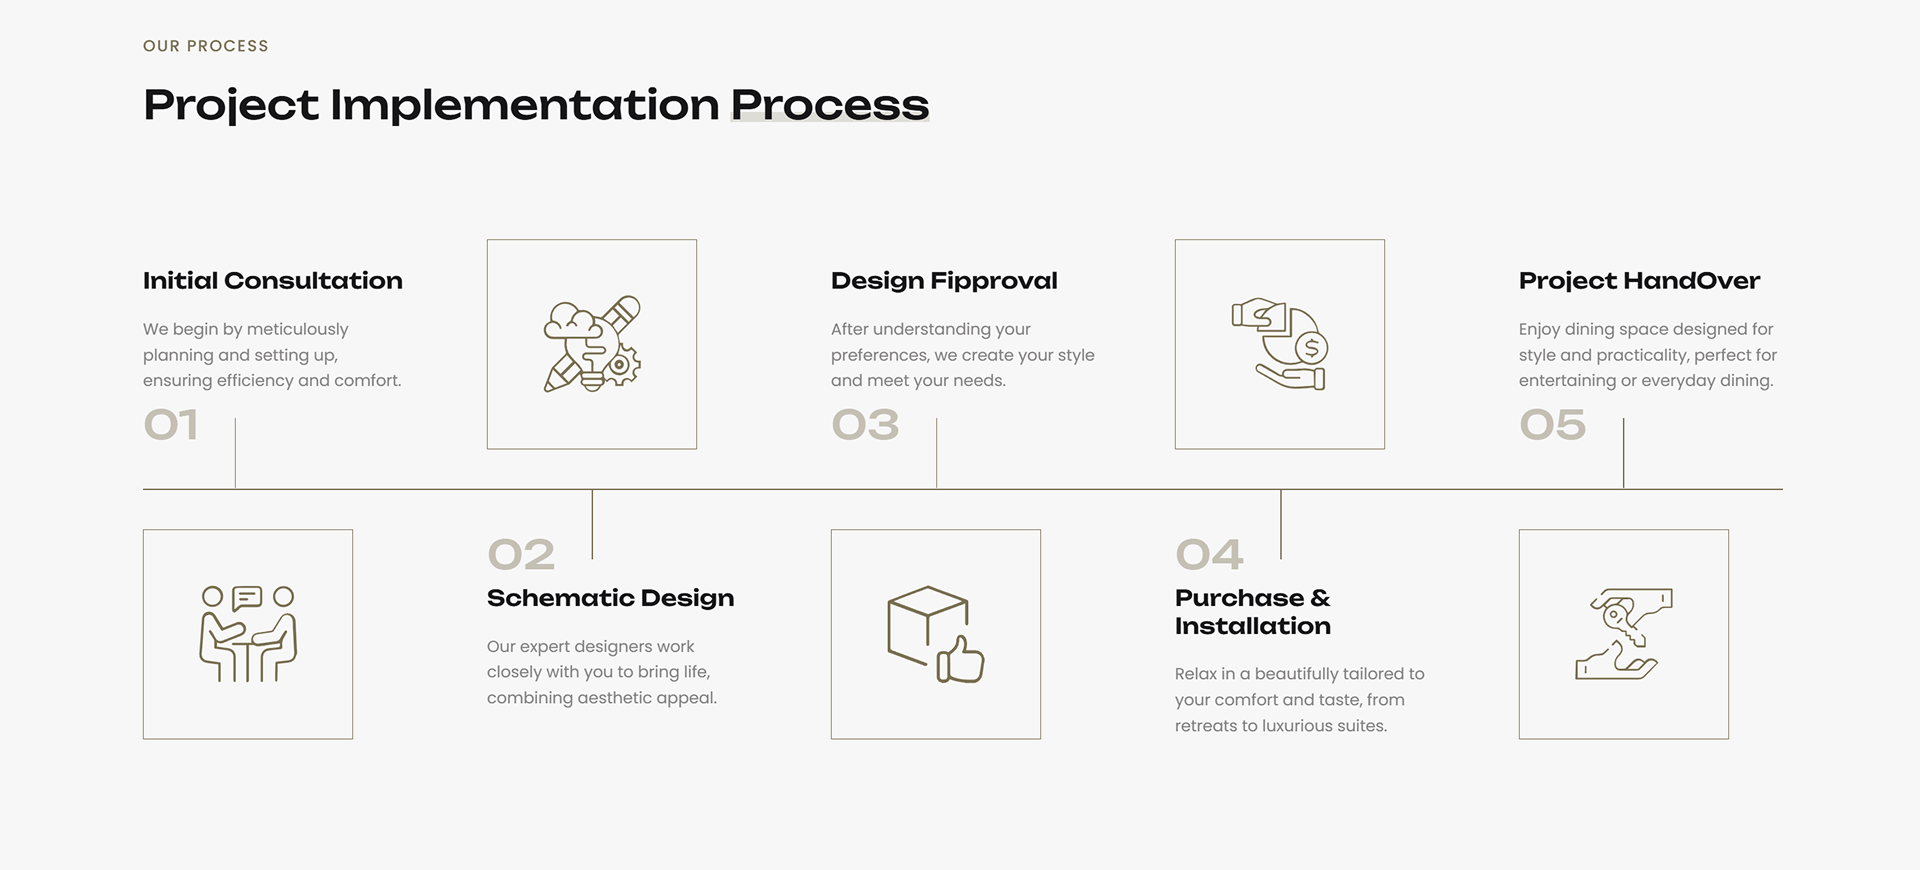 OUR PROCESS
Project Implementation Process
Initial Consultation
We begin by meticulously
planning and setting up,
ensuring efficiency and comfort.
01
02
Schematic Design
Our expert designers work
closely with you to bring life,
combining aesthetic appeal.
Design Fipproval
After understanding your
preferences, we create your style
and meet your needs.
03
$
04
Purchase &
Installation
Relax in a beautifully tailored to
your comfort and taste, from
retreats to luxurious suites.
Project HandOver
Enjoy dining space designed for
style and practicality, perfect for
entertaining or everyday dining.
05